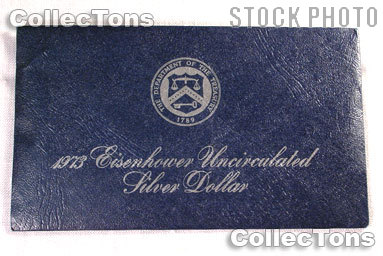 CollecTons
STOCK PHOTO
THE DEPARTMENT OF THE TREASURY
1789
1973 Eisenhower Uncirculated
Silver Dollar
CollecTons